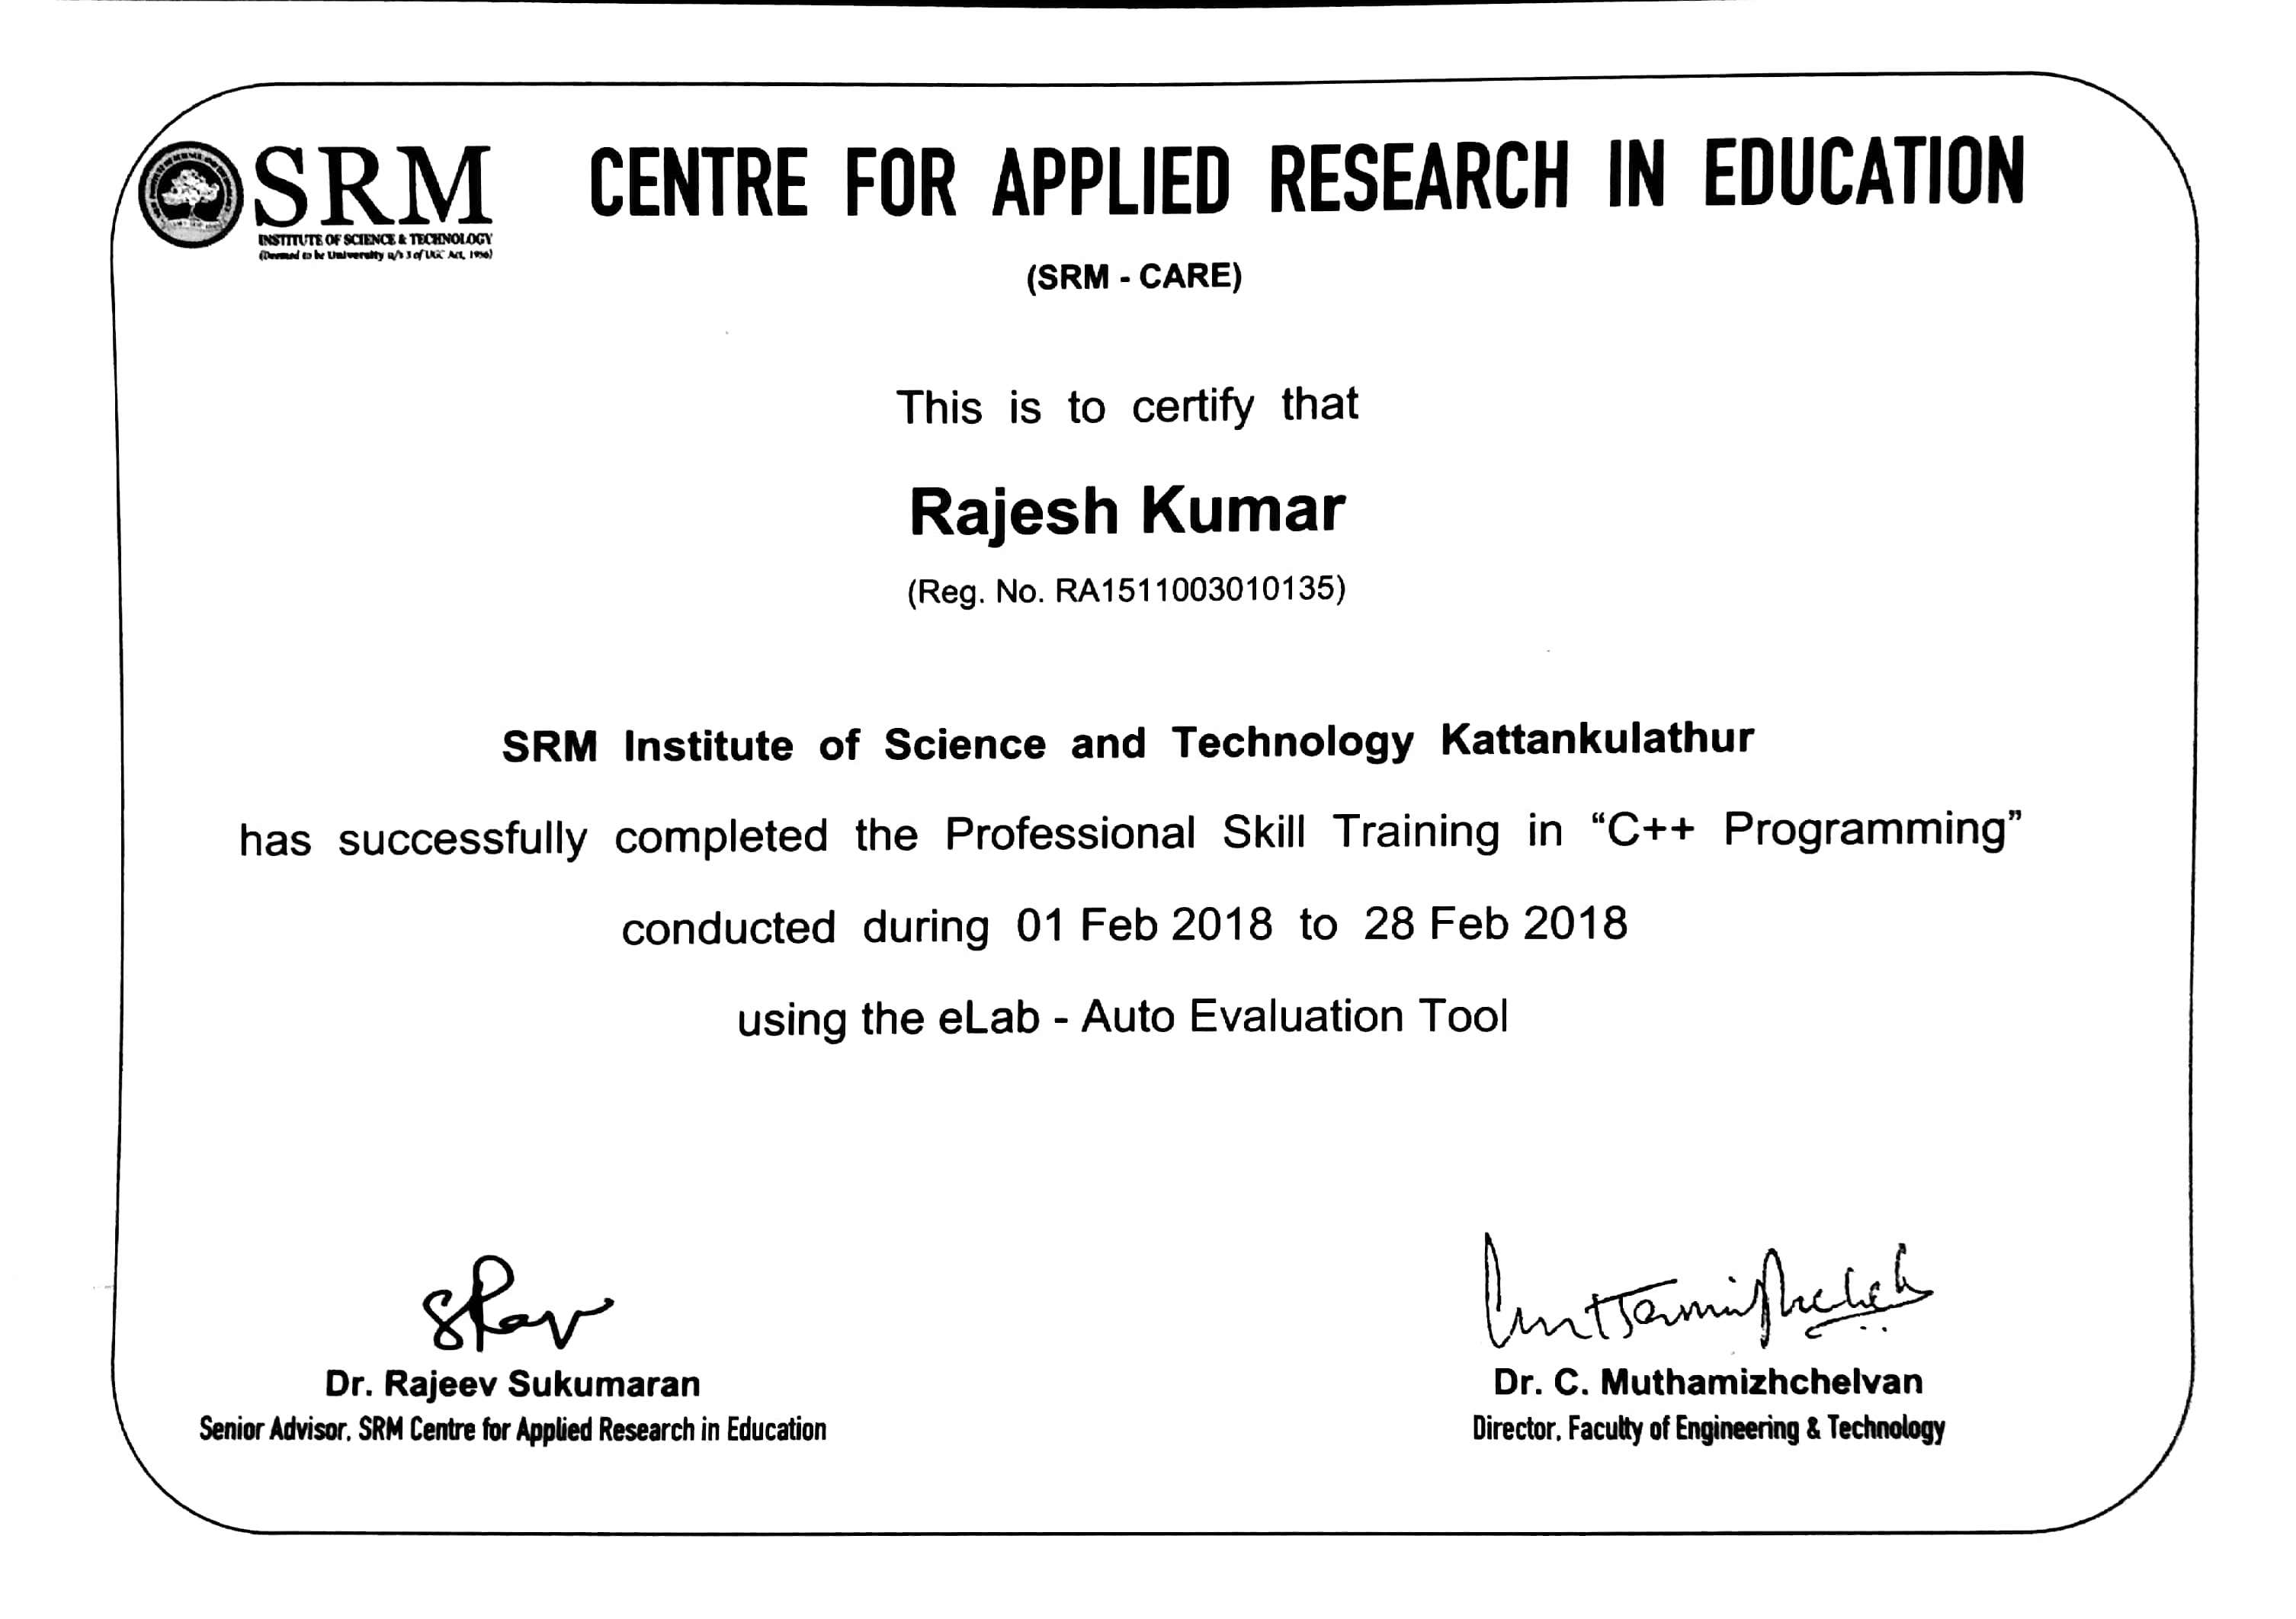 SRM
INSTITUTE OF SCIENCE & TECHNOLOGY
(Deemed to be University u/s 3 of UGC Act, 1956)
CENTRE FOR APPLIED RESEARCH IN EDUCATION
(SRM - CARE)
This is to certify that
Rajesh Kumar
(Reg. No. RA1511003010135)
SRM Institute of Science and Technology Kattankulathur
has successfully completed the Professional Skill Training in “C++ Programming”
conducted during 01 Feb 2018 to 28 Feb 2018
using the eLab - Auto Evaluation Tool
Dr. Rajeev Sukumaran
Senior Advisor, SRM Centre for Applied Research in Education
Dr. C. Muthamizhchelvan
Director, Faculty of Engineering & Technology